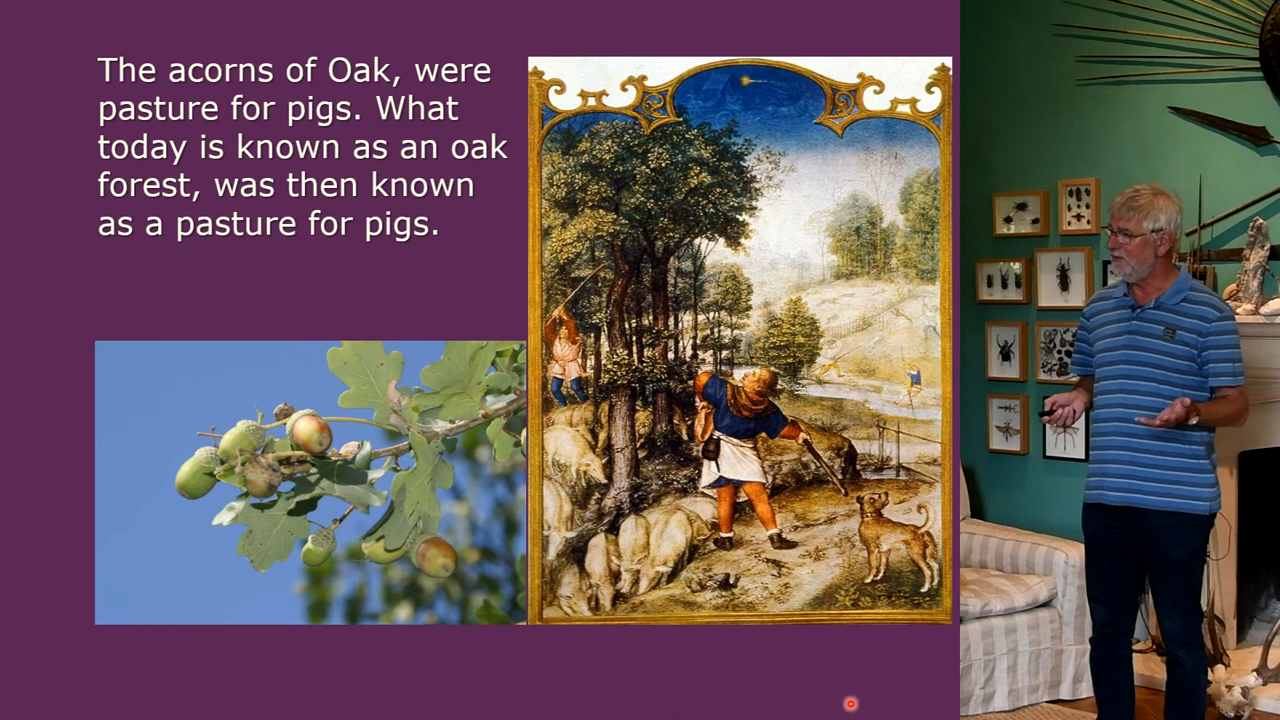 The acorns of Oak, were
pasture for pigs. What
today is known as an oak
forest, was then known
as a pasture for pigs.